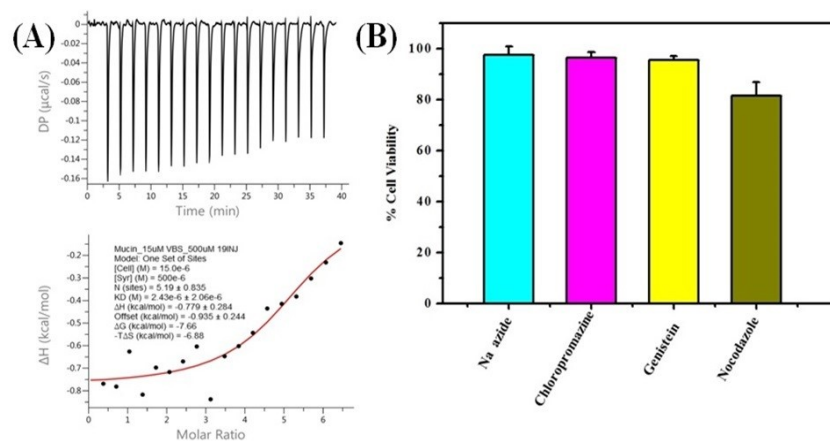 (A)
0
-0.02
-0.04
-0.06
-0.08
-0.10
-0.12
-0.14
-0.16
DP (µcal/s)
0 5 10 15 20 25 30 35 40
Time (min)
Mucin_15uM VBS_500uM 19INJ
Model: One Set of Sites
[Cell] (M) = 15.0e-6
[Syr] (M) = 500e-6
N (sites) = 5.19 ± 0.835
KD (M) = 2.43e-6 ± 2.06e-6
ΔH (kcal/mol) = -0.779 ± 0.284
Offset (kcal/mol) = -0.935 ± 0.244
ΔG (kcal/mol) = -7.66
-TΔS (kcal/mol) = -6.88
-0.2
-0.3
-0.4
-0.5
-0.6
-0.7
-0.8
ΔH (kcal/mol)
0 1 2 3 4 5 6
Molar Ratio
(B)
100
80
60
40
20
0
% Cell Viability
Na azide
Chloropromazine
Genistein
Nocodazole